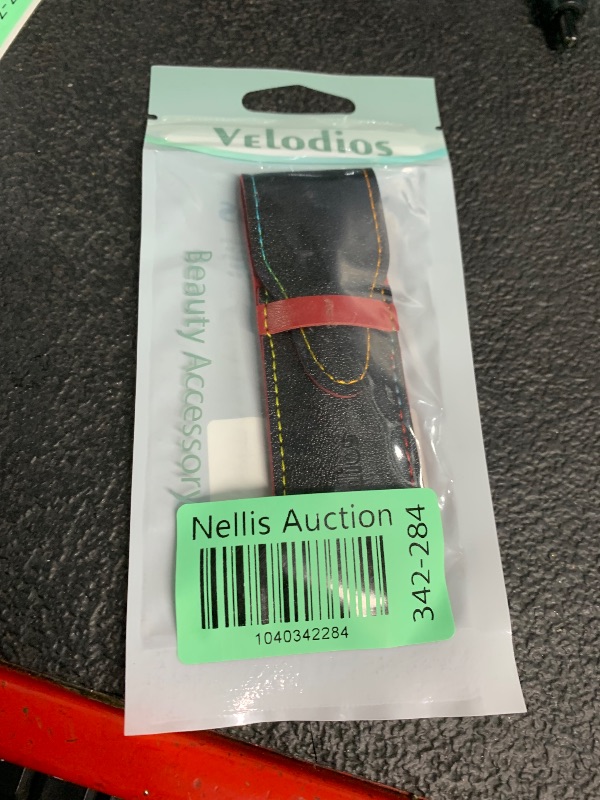 Velodios
Beauty Accessory
Nellis Auction
1040342284
342-284